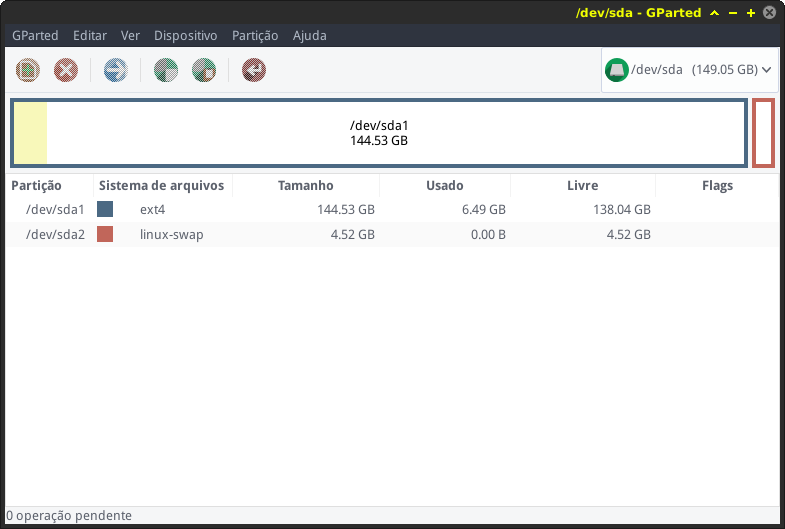 /dev/sda - GParted
GParted Editar Ver Dispositivo Partição Ajuda
/dev/sda (149.05 GB)
/dev/sda1
144.53 GB
Partição Sistema de arquivos Tamanho Usado Livre Flags
/dev/sda1 ext4 144.53 GB 6.49 GB 138.04 GB
/dev/sda2 linux-swap 4.52 GB 0.00 B 4.52 GB
0 operação pendente